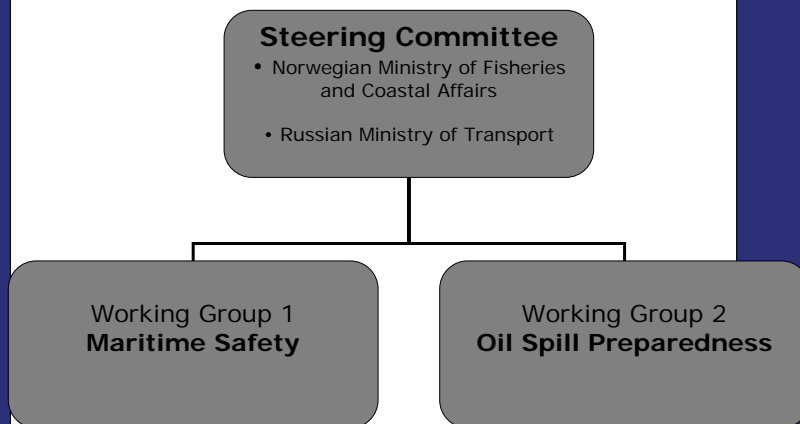 Steering Committee
• Norwegian Ministry of Fisheries
and Coastal Affairs
• Russian Ministry of Transport
Working Group 1
Maritime Safety
Working Group 2
Oil Spill Preparedness